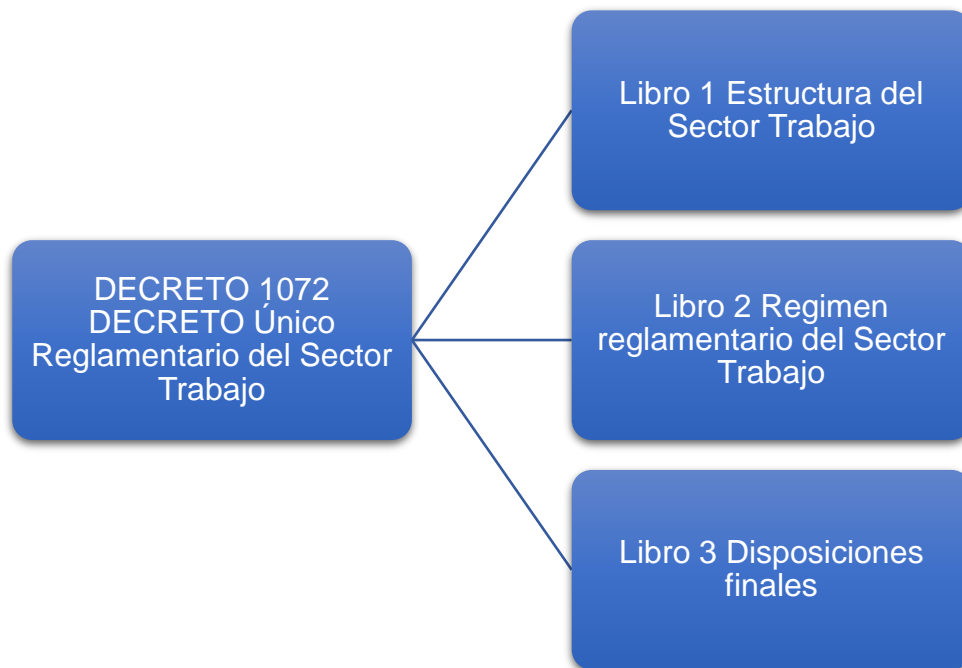 Libro 1 Estructura del
Sector Trabajo
DECRETO 1072
DECRETO Único
Reglamentario del Sector
Trabajo
Libro 2 Regimen
reglamentario del Sector
Trabajo
Libro 3 Disposiciones
finales